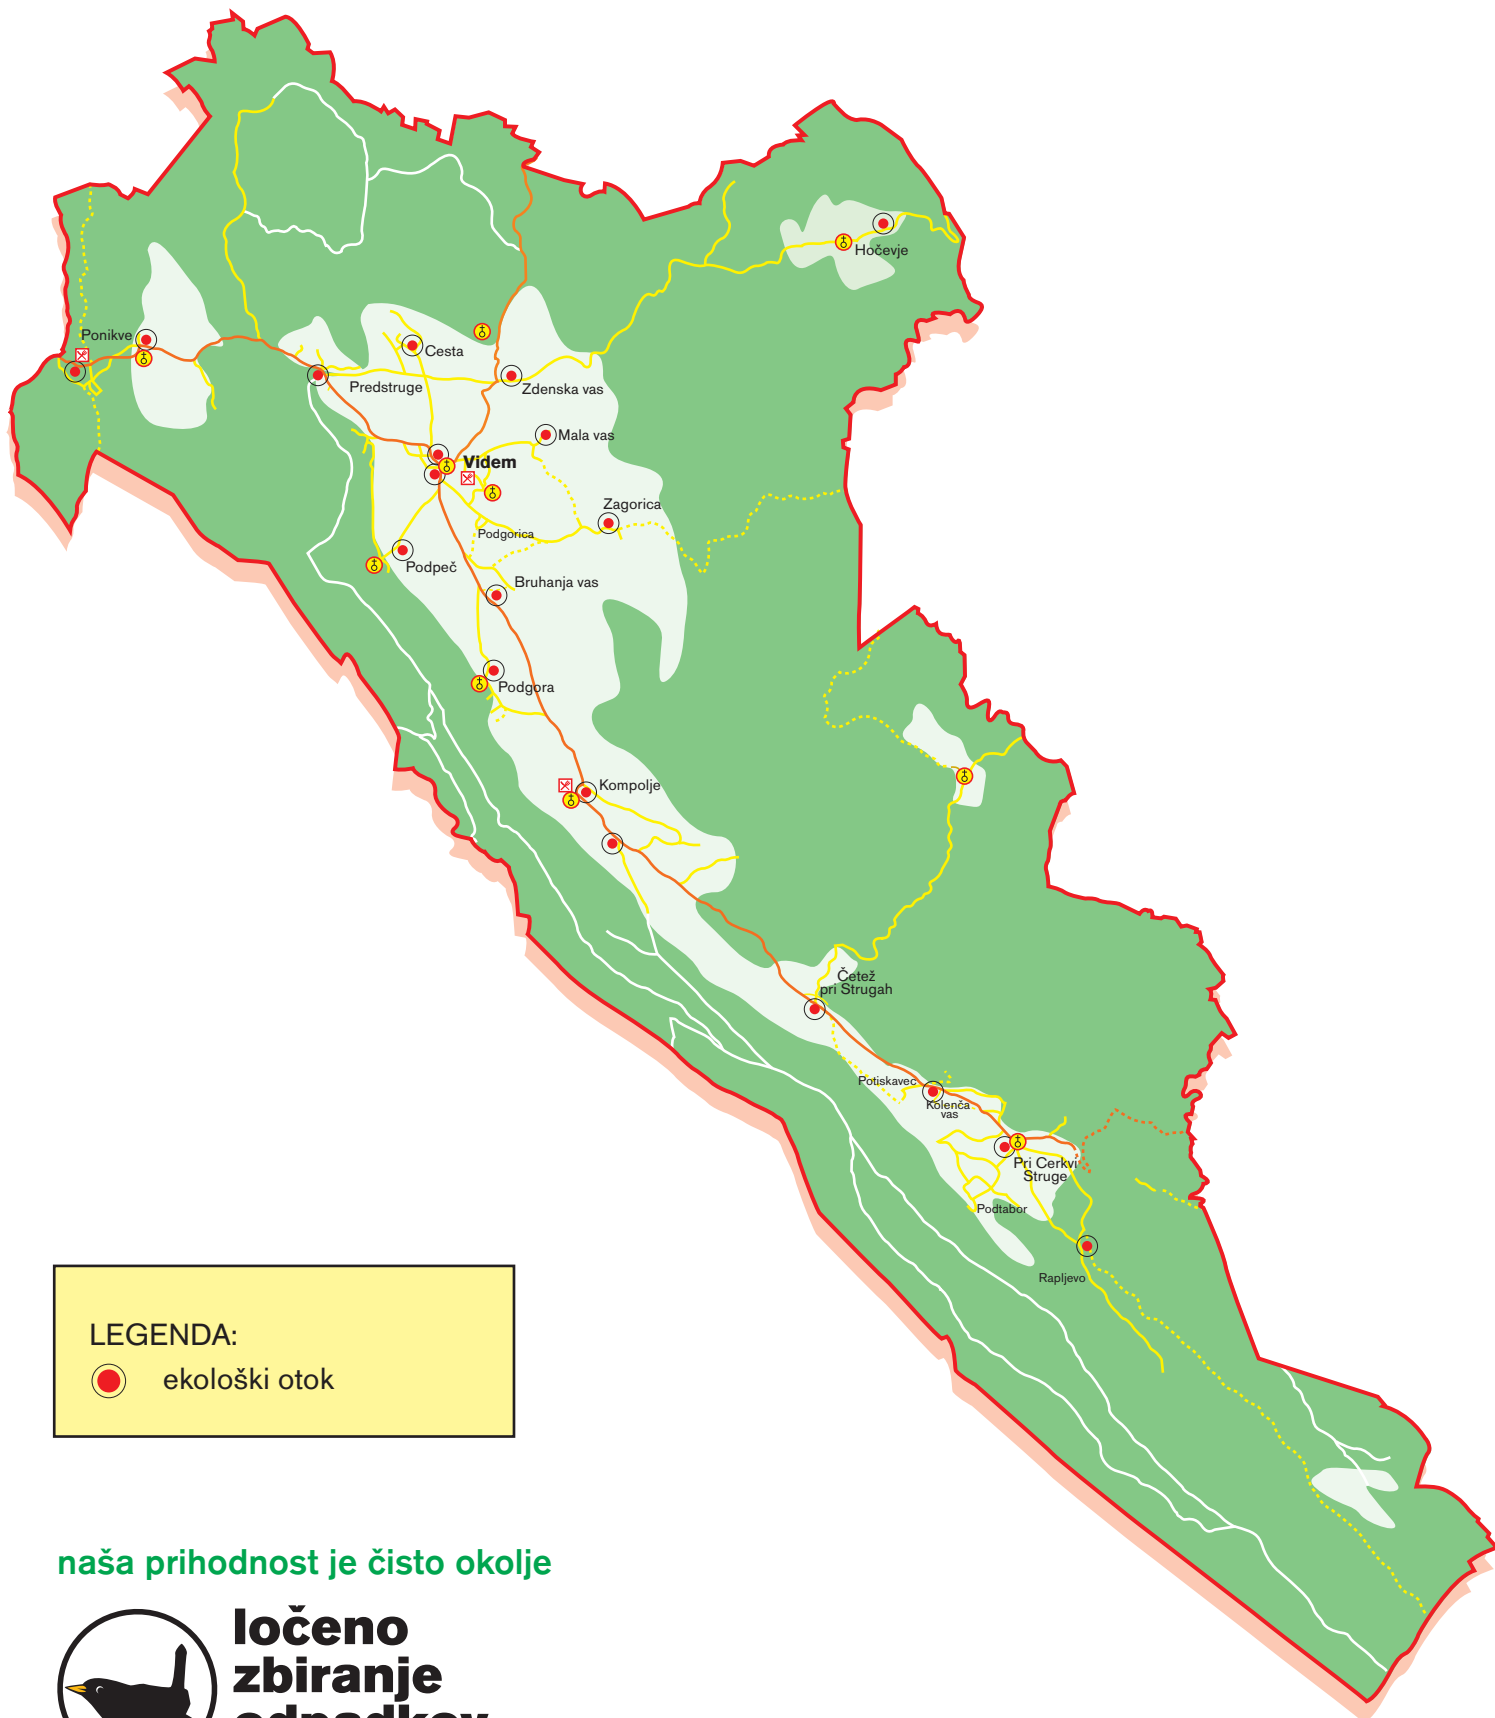 Hočevje
Ponikve
Cesta
Predstruge
Zdenska vas
Mala vas
Videm
Zagorica
Podgorica
Podpeč
Bruhanja vas
Podgora
Kompolje
Četež
pri Strugah
Potiskavec
Kolenča
vas
Pri Cerkvi
Struge
Podtabor
Rapljevo
LEGENDA:
ekološki otok
naša prihodnost je čisto okolje
ločeno
zbiranje
odpadkov